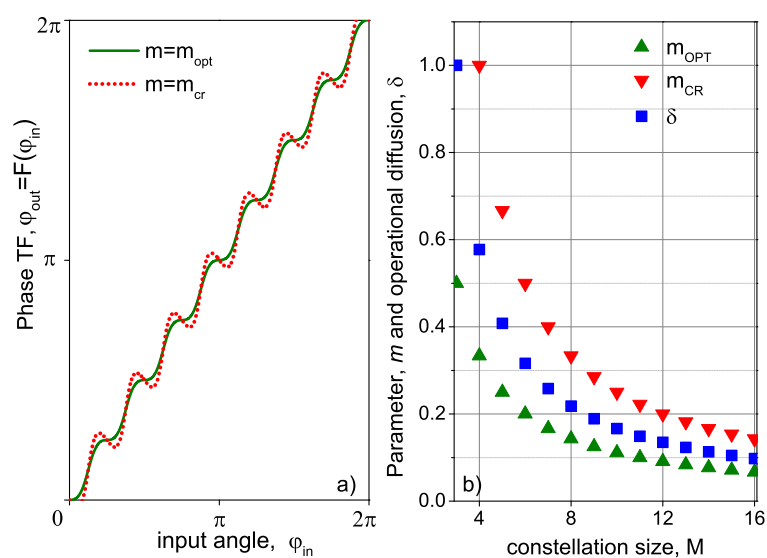 2π
m=m_opt
m=m_cr
Phase TF, φ_out=F(φ_in)
π
a)
0
π
2π
input angle, φ_in
m_OPT
m_CR
δ
Parameter, m and operational diffusion, δ
1.0
0.8
0.6
0.4
0.2
0.0
b)
4
8
12
16
constellation size, M